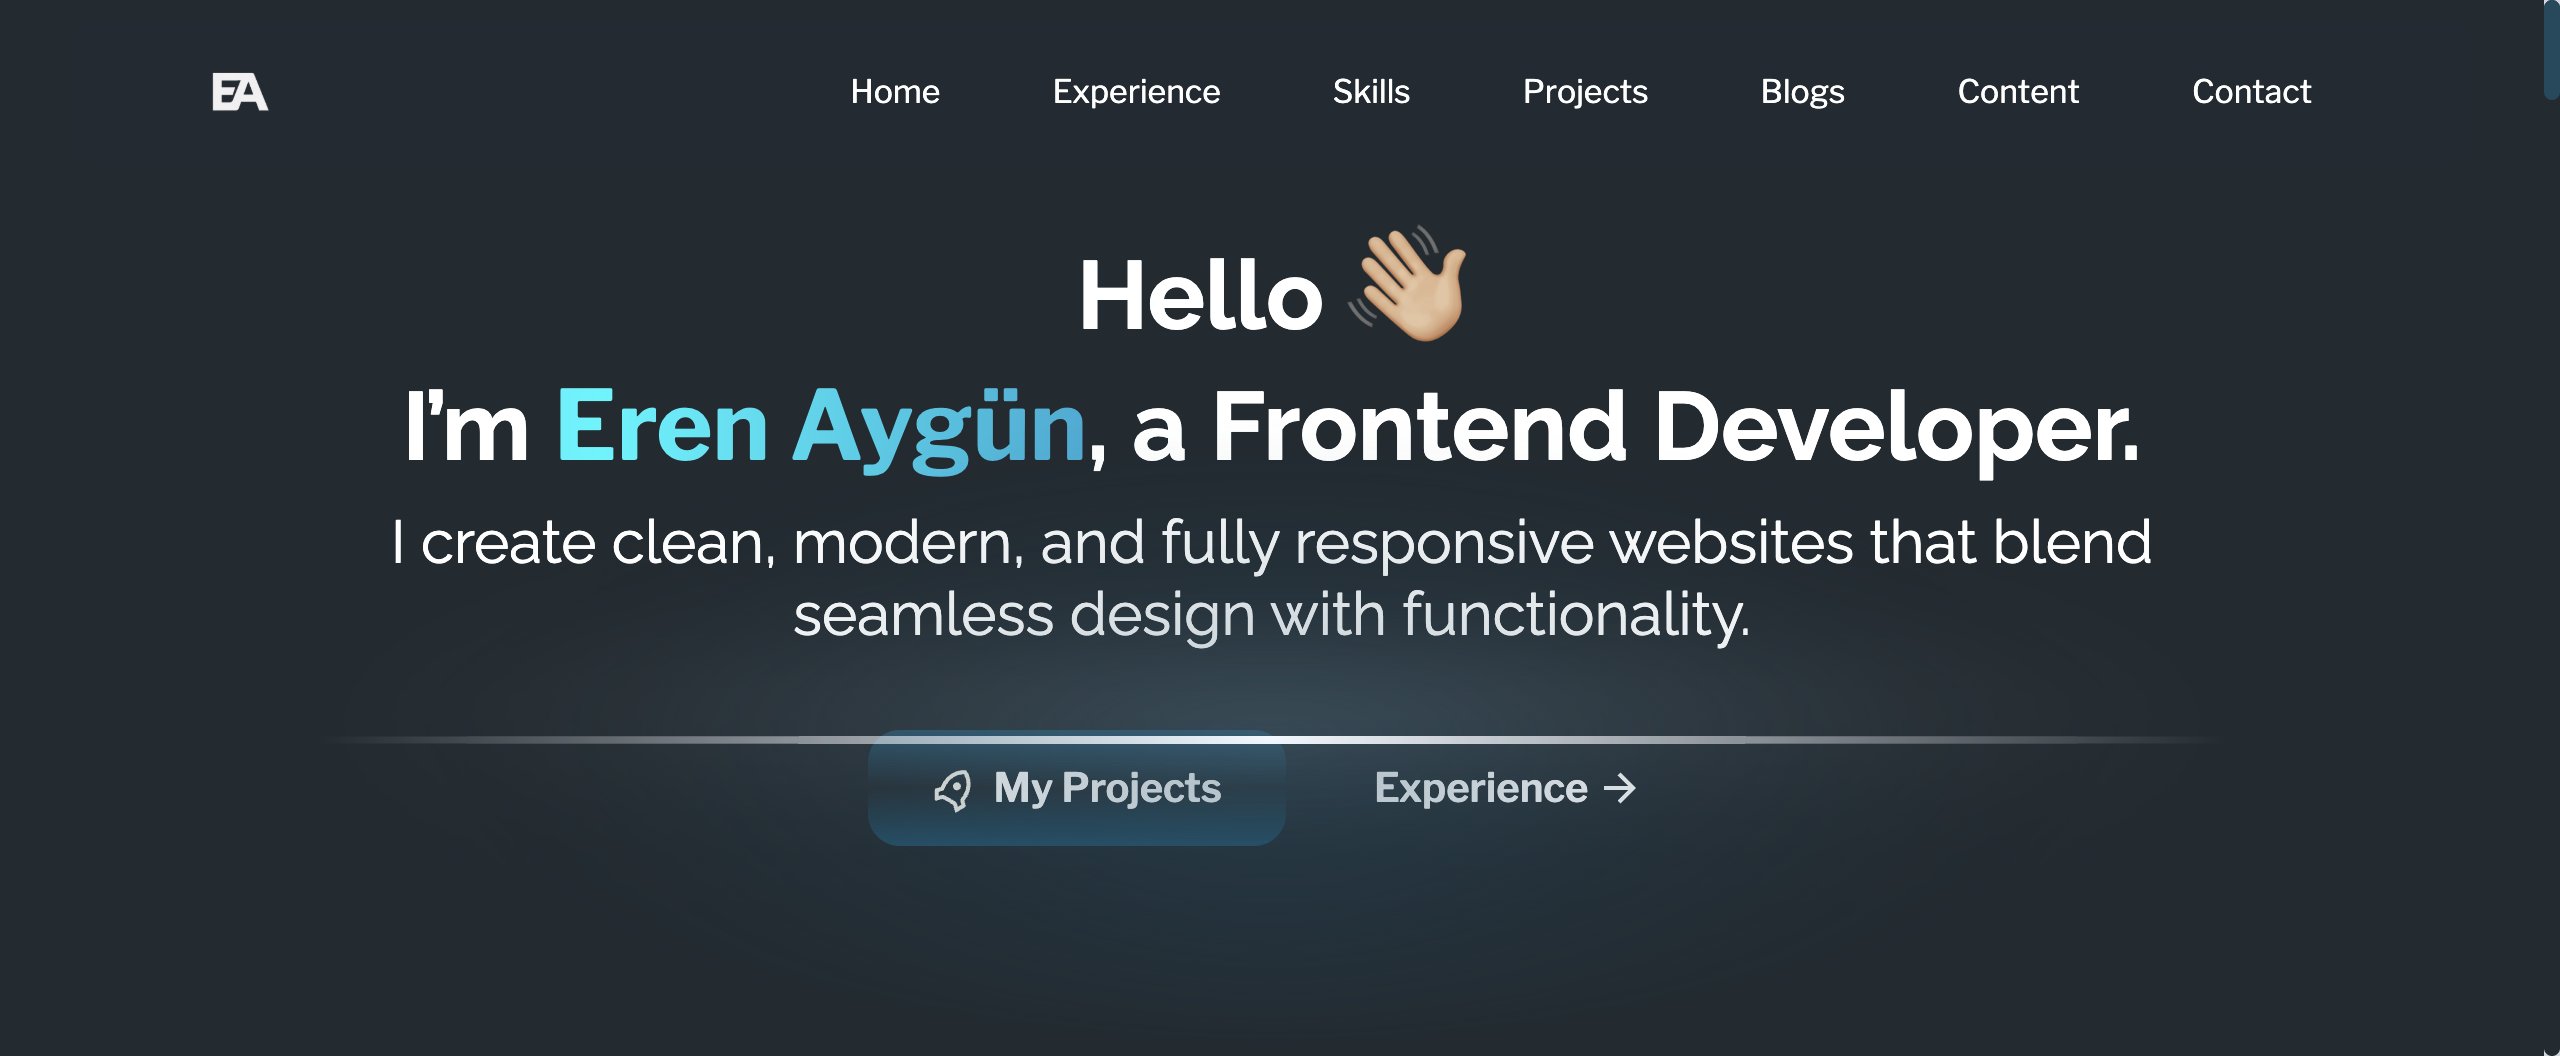 EA
Home Experience Skills Projects Blogs Content Contact
Hello 👋🏼
I’m Eren Aygün, a Frontend Developer.
I create clean, modern, and fully responsive websites that blend
seamless design with functionality.
My Projects Experience →